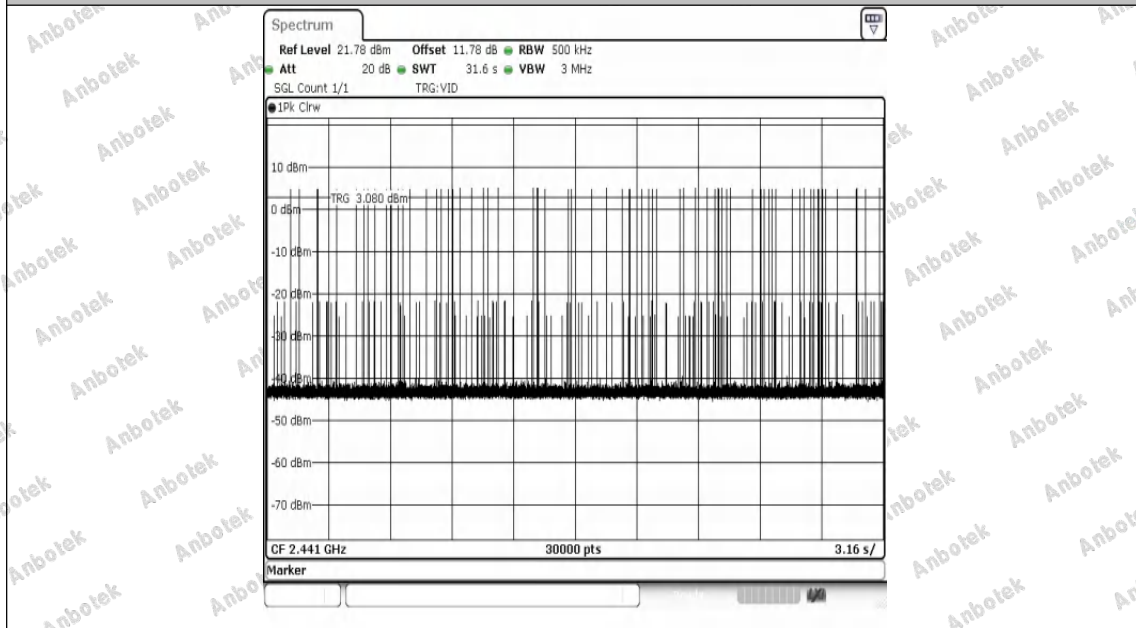 Spectrum
Ref Level 21.78 dBm Offset 11.78 dB RBW 500 kHz
Att 20 dB SWT 31.6 s VBW 3 MHz
SGL Count 1/1 TRG:VID
1Pk Clrw
10 dBm
TRG 3.080 dBm
0 dBm
-10 dBm
-20 dBm
-30 dBm
-40 dBm
-50 dBm
-60 dBm
-70 dBm
CF 2.441 GHz 30000 pts 3.16 s/
Marker
Anbotek